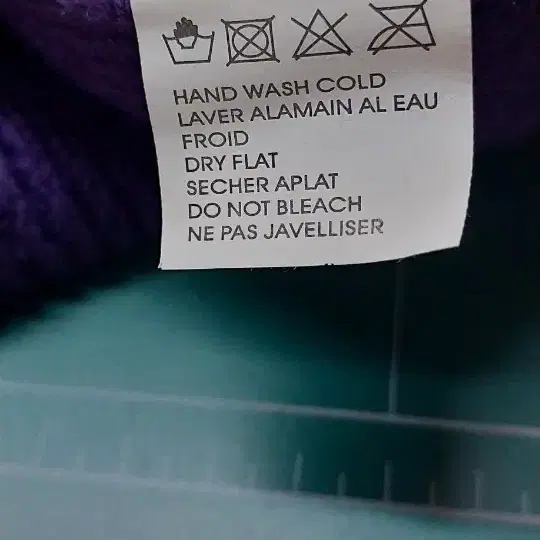 HAND WASH COLD
LAVER ALAMAIN AL EAU
FROID
DRY FLAT
SECHER APLAT
DO NOT BLEACH
NE PAS JAVELLISER